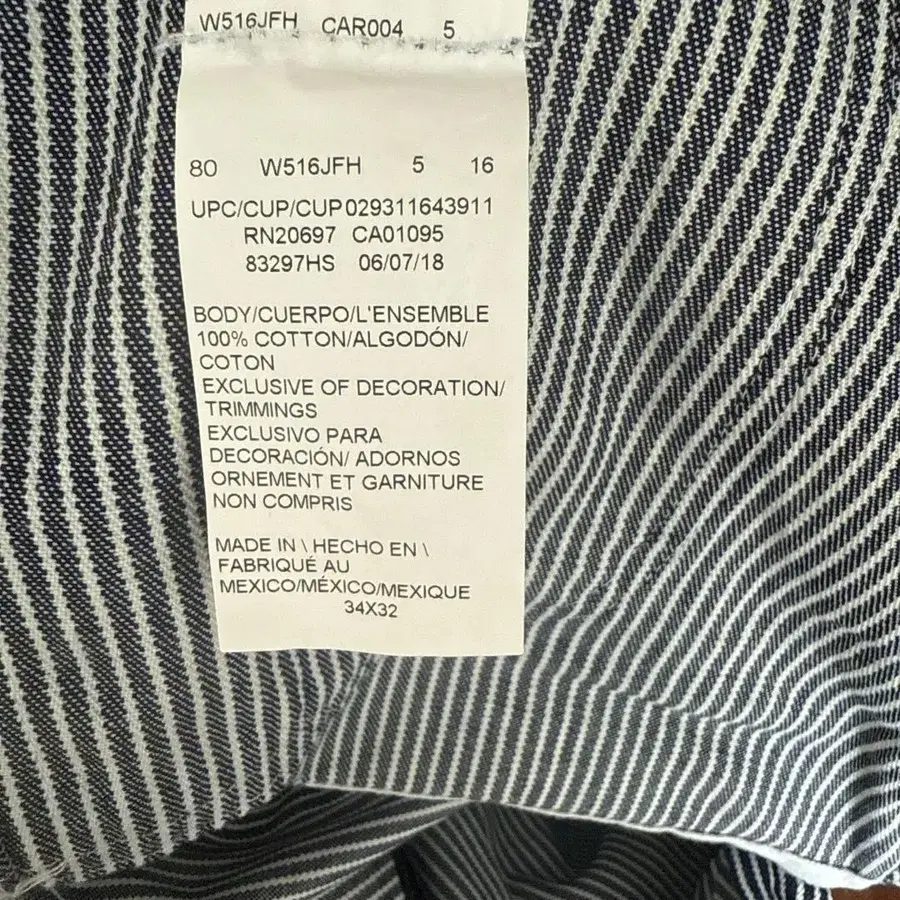 W516JFH CAR004 5
80 W516JFH 5 16
UPC/CUP/CUP029311643911
RN20697 CA01095
83297HS 06/07/18
BODY/CUERPO/L'ENSEMBLE
100% COTTON/ALGODÓN/
COTON
EXCLUSIVE OF DECORATION/
TRIMMINGS
EXCLUSIVO PARA
DECORACIÓN/ ADORNOS
ORNEMENT ET GARNITURE
NON COMPRIS
MADE IN \ HECHO EN \
FABRIQUÉ AU
MEXICO/MÉXICO/MEXIQUE
34X32